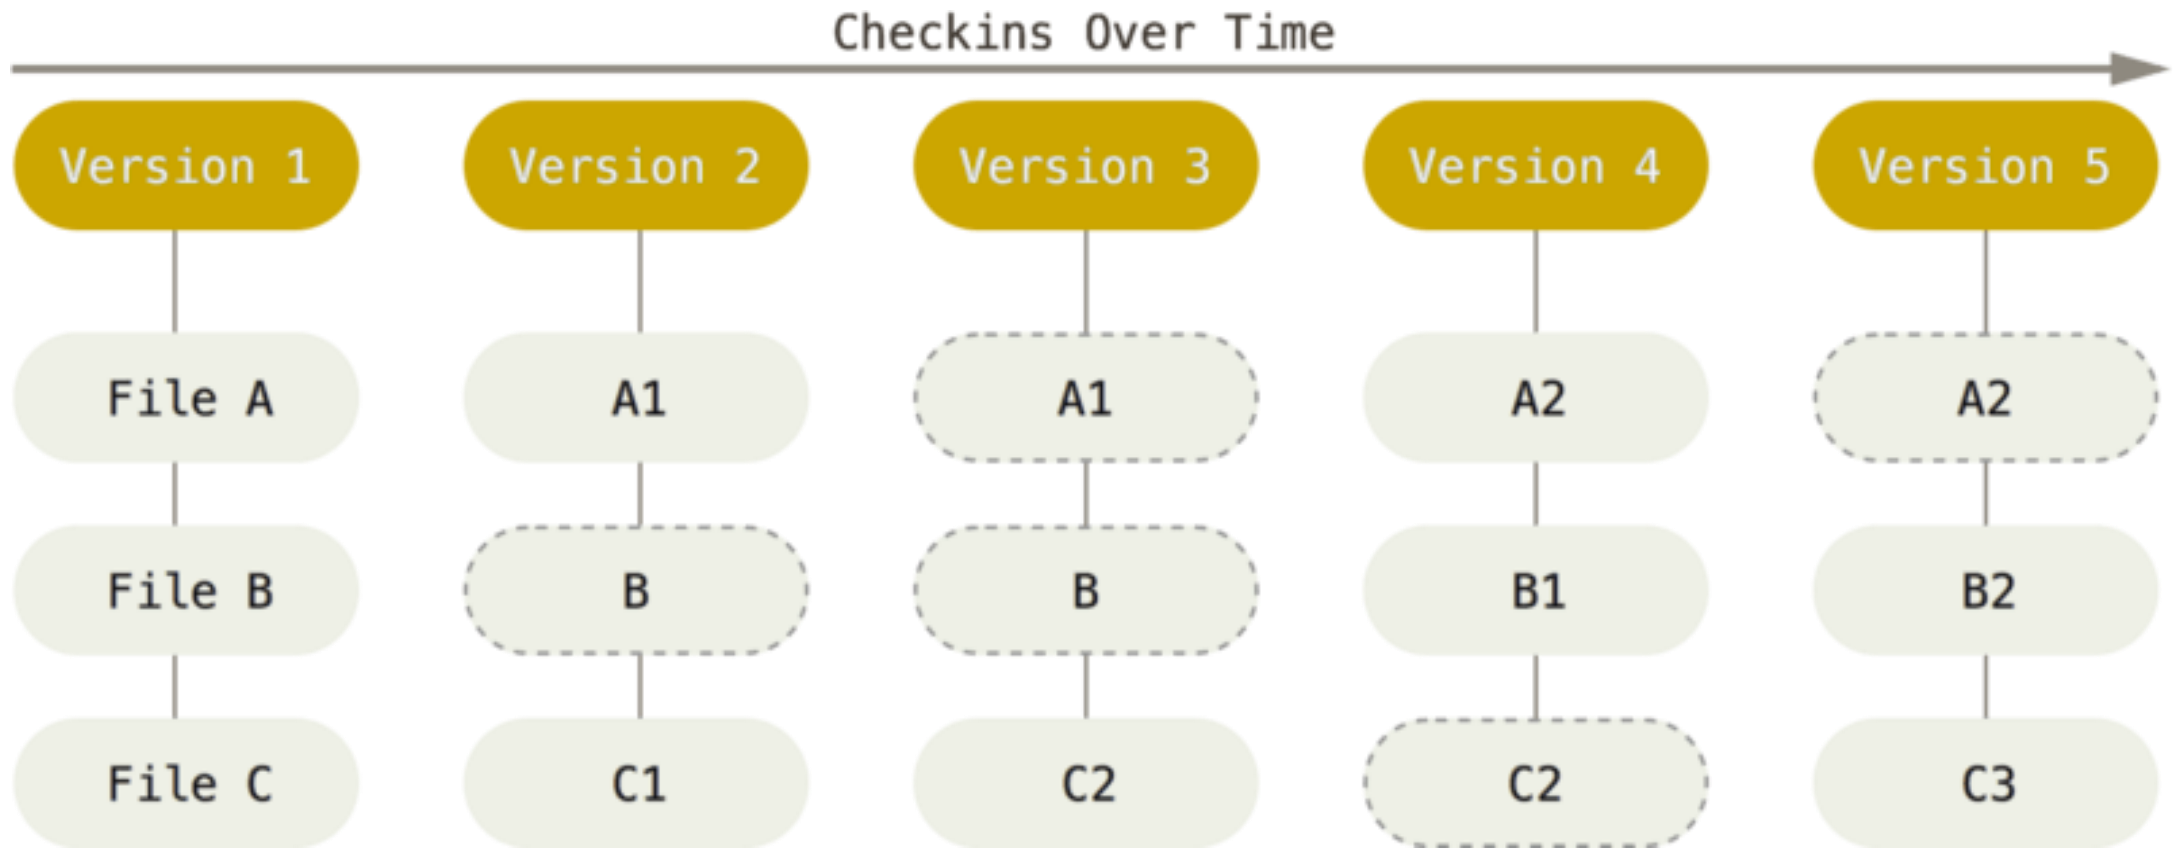 Checkins Over Time
Version 1 Version 2 Version 3 Version 4 Version 5
File A A1 A1 A2 A2
File B B B B1 B2
File C C1 C2 C2 C3